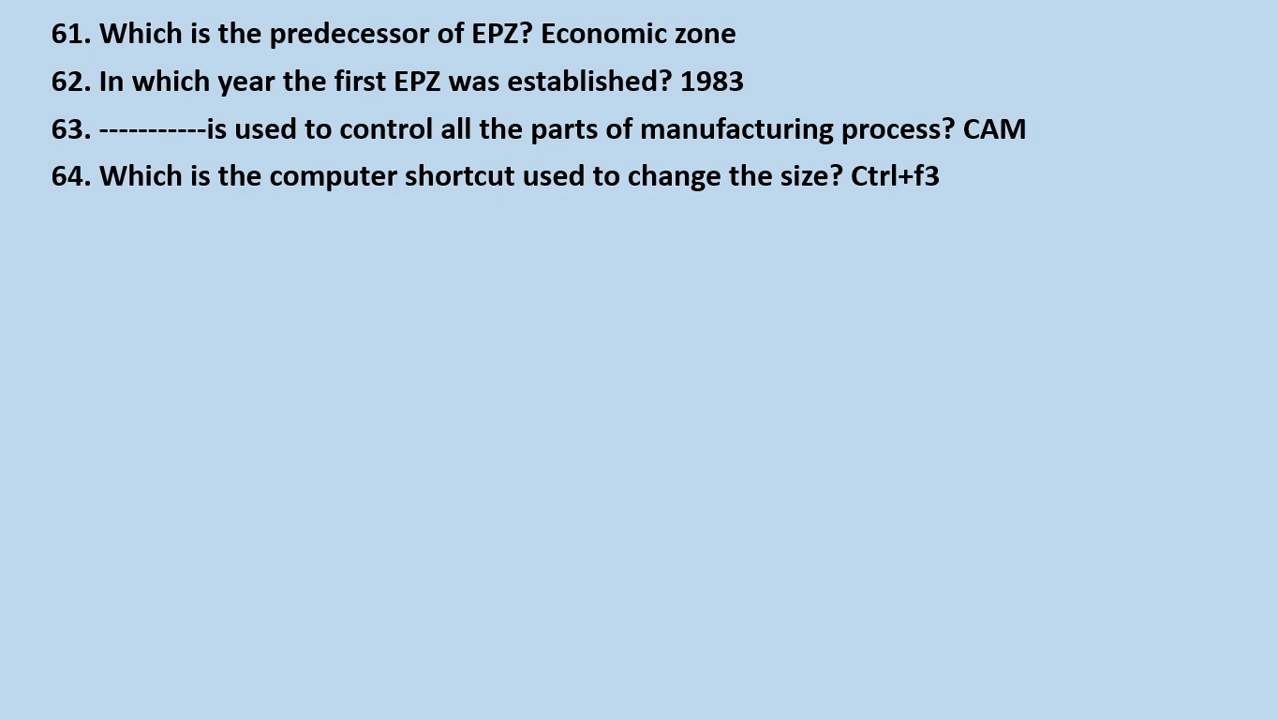 61. Which is the predecessor of EPZ? Economic zone
62. In which year the first EPZ was established? 1983
63. -----------is used to control all the parts of manufacturing process? CAM
64. Which is the computer shortcut used to change the size? Ctrl+f3